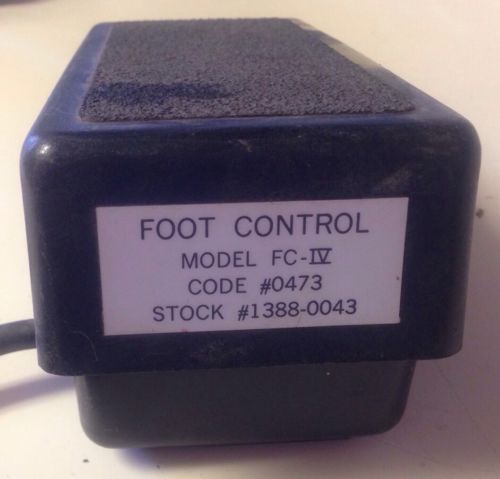 FOOT CONTROL
MODEL FC-IV
CODE #0473
STOCK #1388-0043